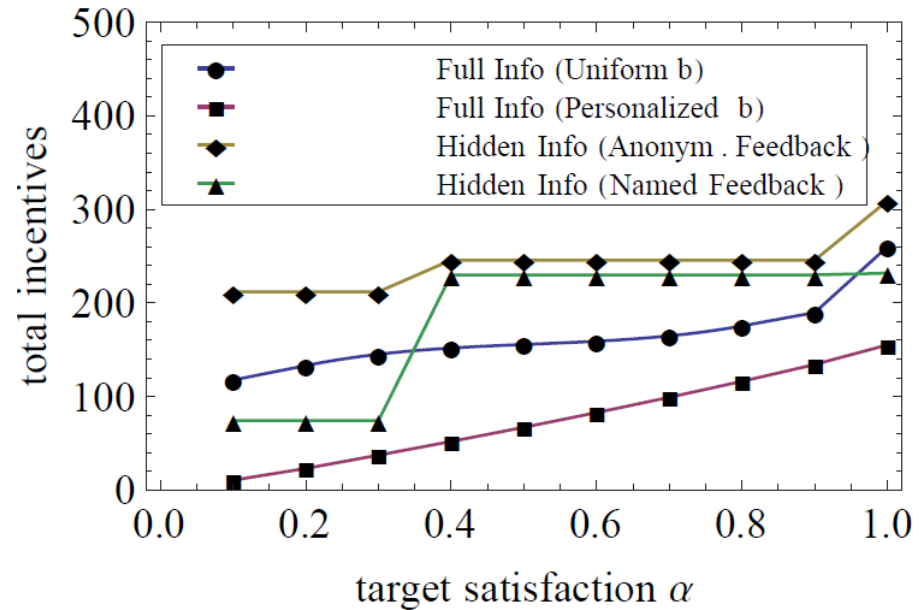 500
400
300
200
100
0
total incentives
Full Info (Uniform b)
Full Info (Personalized b)
Hidden Info (Anonym . Feedback )
Hidden Info (Named Feedback )
0.0 0.2 0.4 0.6 0.8 1.0
target satisfaction α